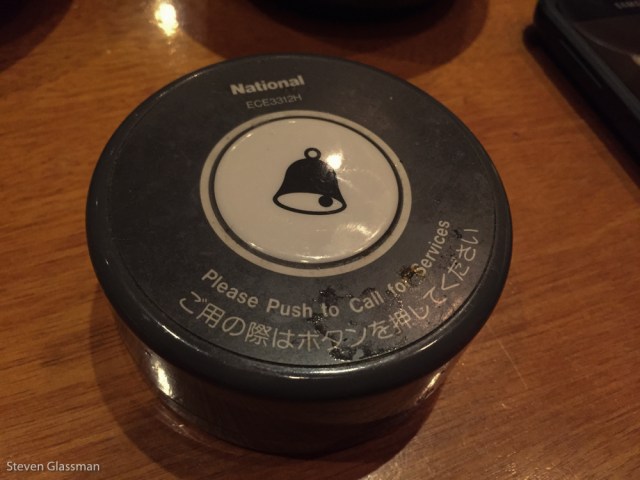 National
ECE3312H
Please Push to Call for Services
ご用の際はボタンを押してください
Steven Glassman